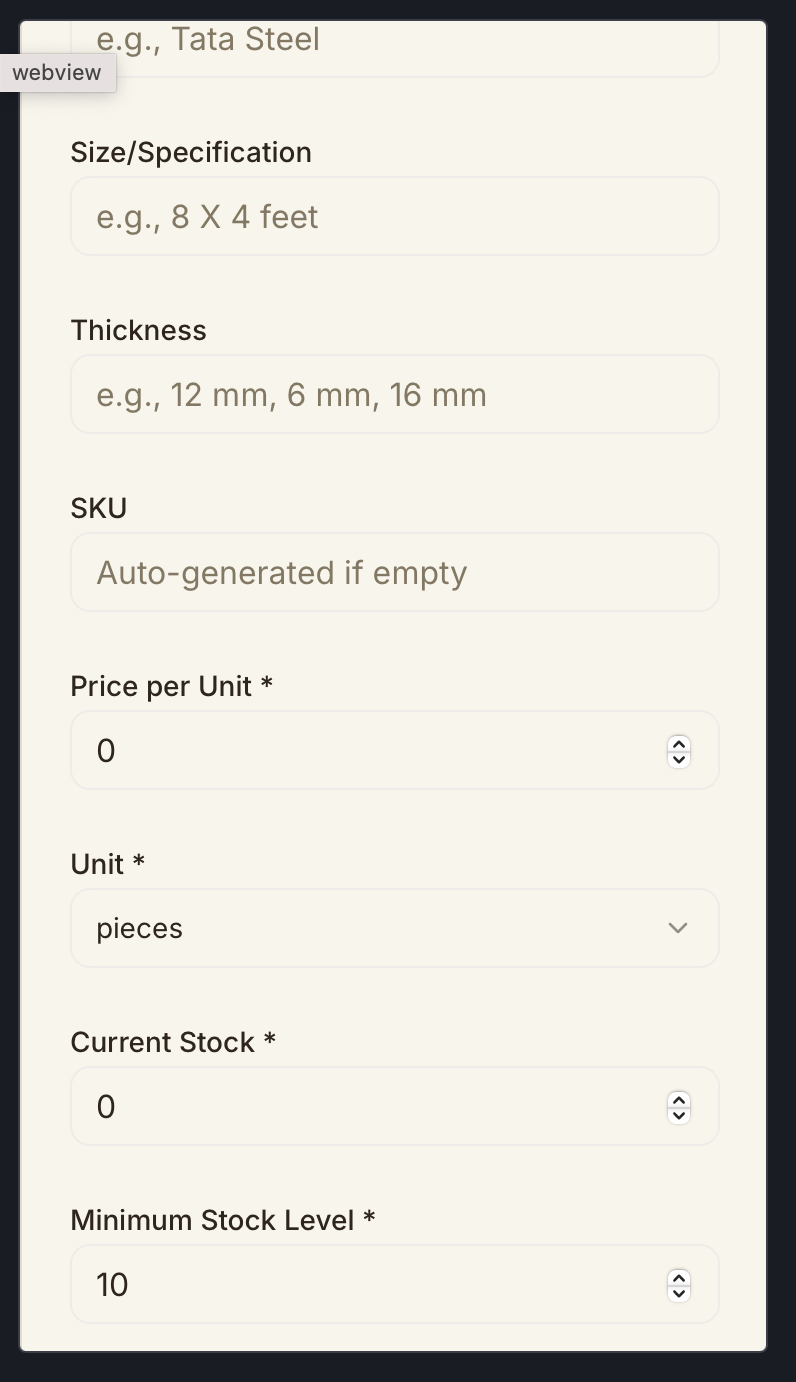 e.g., Tata Steel
webview
Size/Specification
e.g., 8 X 4 feet
Thickness
e.g., 12 mm, 6 mm, 16 mm
SKU
Auto-generated if empty
Price per Unit *
0
Unit *
pieces
Current Stock *
0
Minimum Stock Level *
10